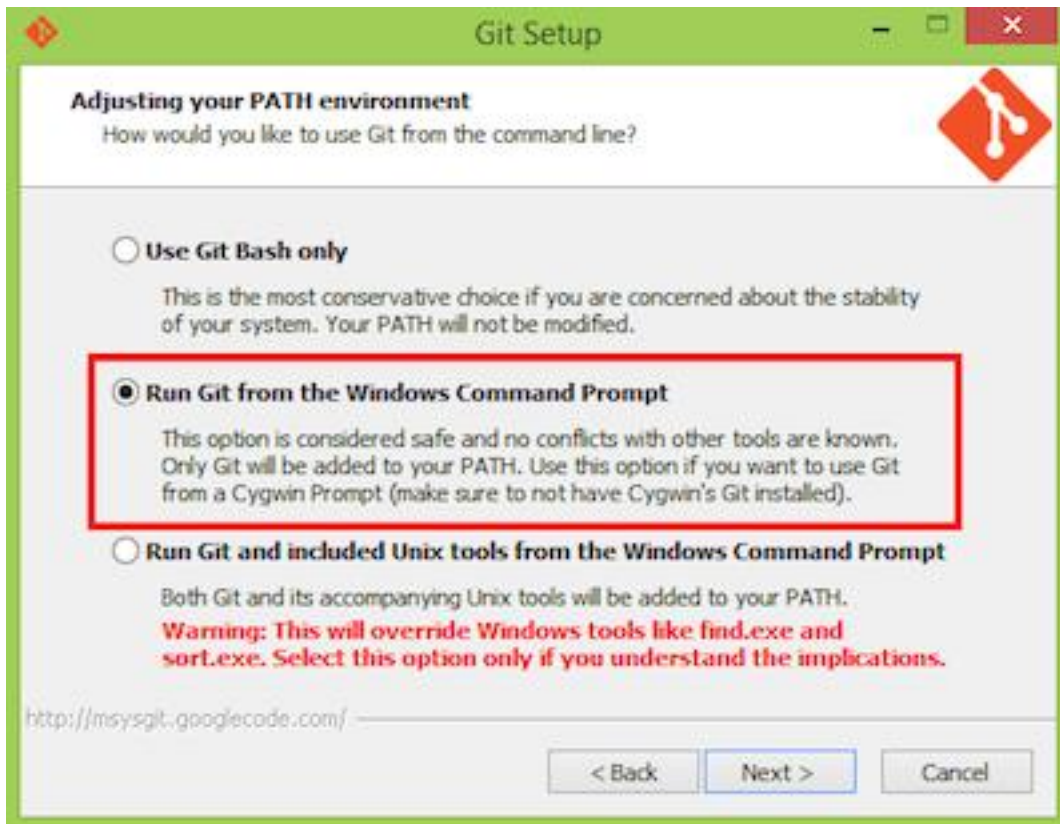 Git Setup
Adjusting your PATH environment
How would you like to use Git from the command line?
Use Git Bash only
This is the most conservative choice if you are concerned about the stability
of your system. Your PATH will not be modified.
Run Git from the Windows Command Prompt
This option is considered safe and no conflicts with other tools are known.
Only Git will be added to your PATH. Use this option if you want to use Git
from a Cygwin Prompt (make sure to not have Cygwin's Git installed).
Run Git and included Unix tools from the Windows Command Prompt
Both Git and its accompanying Unix tools will be added to your PATH.
Warning: This will override Windows tools like find.exe and
sort.exe. Select this option only if you understand the implications.
http://msysgit.googlecode.com/
< Back Next > Cancel